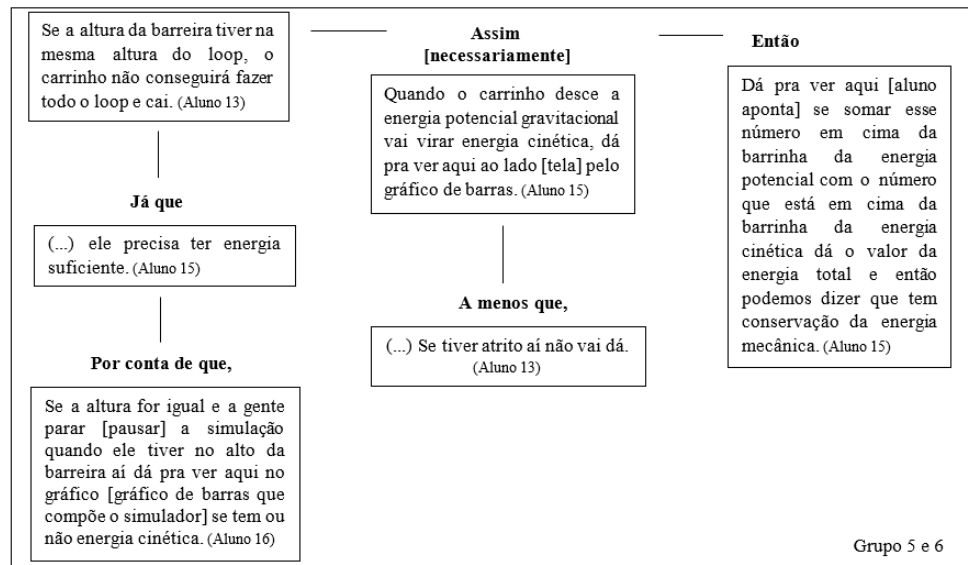 Se a altura da barreira tiver na
mesma altura do loop, o
carrinho não conseguirá fazer
todo o loop e cai. (Aluno 13)
Já que
(...) ele precisa ter energia
suficiente. (Aluno 15)
Por conta de que,
Se a altura for igual e a gente
parar [pausar] a simulação
quando ele tiver no alto da
barreira aí dá pra ver aqui no
gráfico [gráfico de barras que
compõe o simulador] se tem ou
não energia cinética. (Aluno 16)
Assim
[necessariamente]
Quando o carrinho desce a
energia potencial gravitacional
vai virar energia cinética, dá
pra ver aqui ao lado [tela] pelo
gráfico de barras. (Aluno 15)
A menos que,
(...) Se tiver atrito aí não vai dá.
(Aluno 13)
Então
Dá pra ver aqui [aluno
aponta] se somar esse
número em cima da
barrinha da energia
potencial com o número
que está em cima da
barrinha da energia
cinética dá o valor da
energia total e então
podemos dizer que tem
conservação da energia
mecânica. (Aluno 15)
Grupo 5 e 6